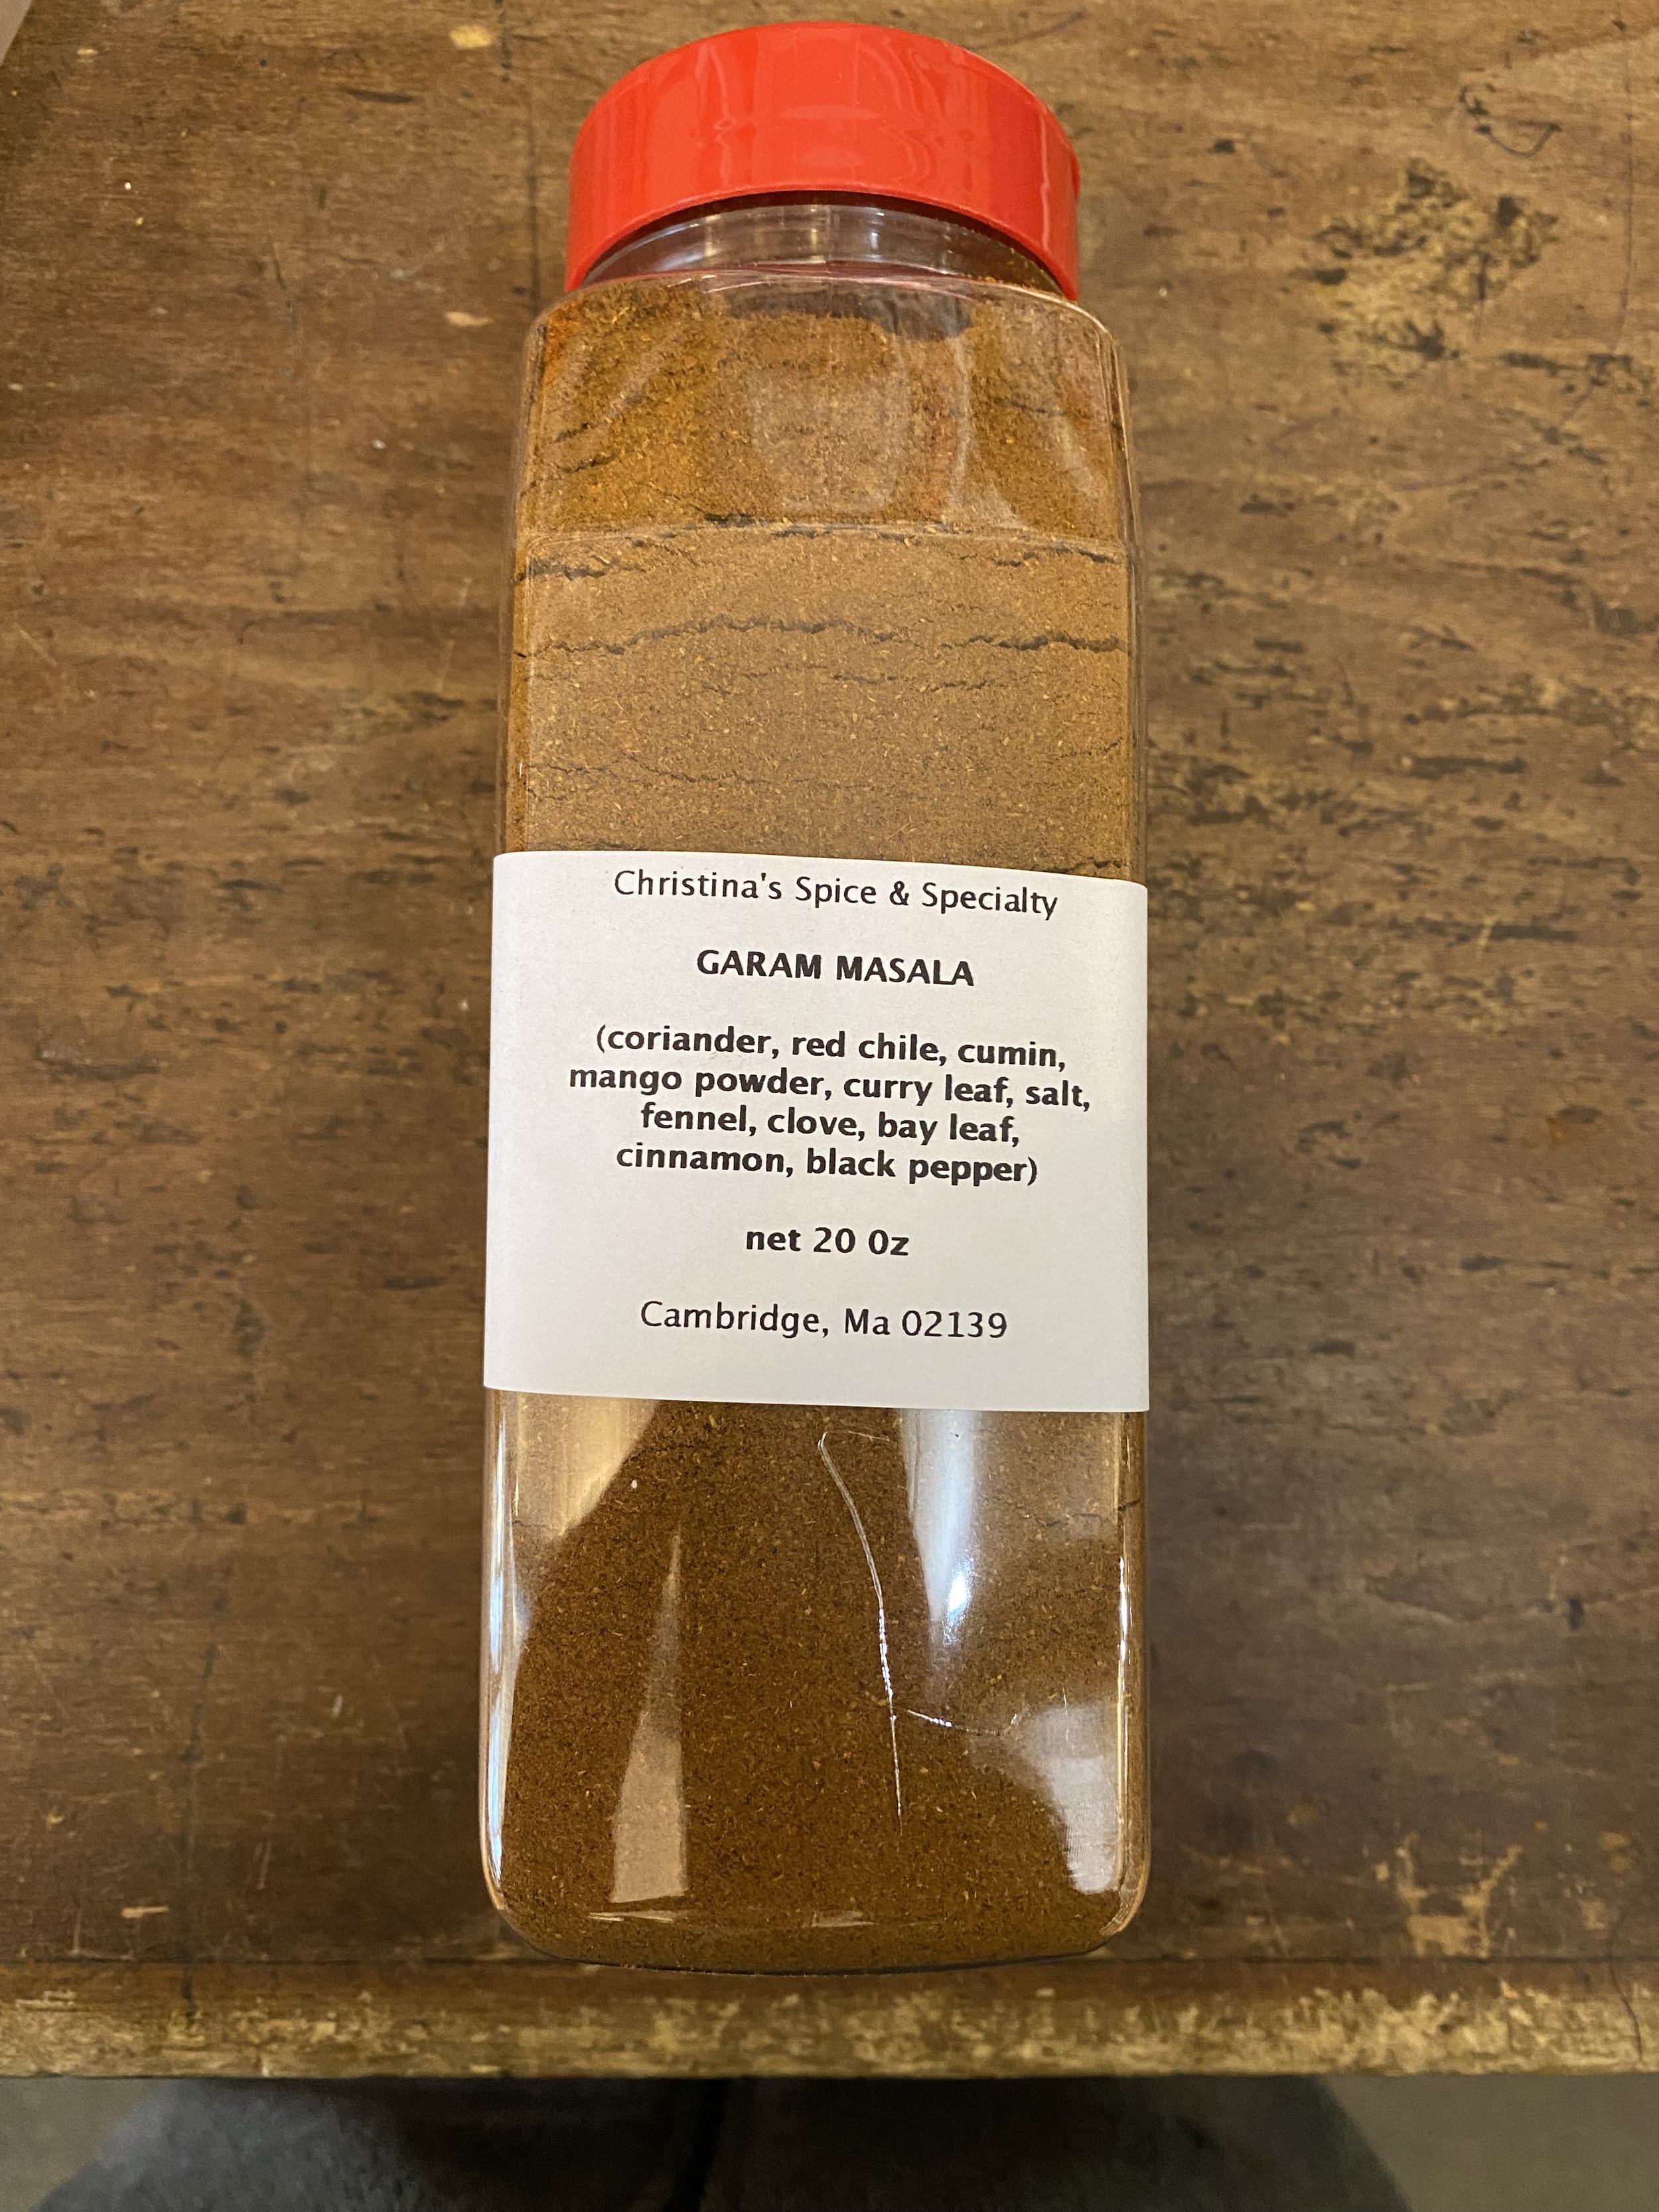 Christina's Spice & Specialty
GARAM MASALA
(coriander, red chile, cumin,
mango powder, curry leaf, salt,
fennel, clove, bay leaf,
cinnamon, black pepper)
net 20 Oz
Cambridge, Ma 02139